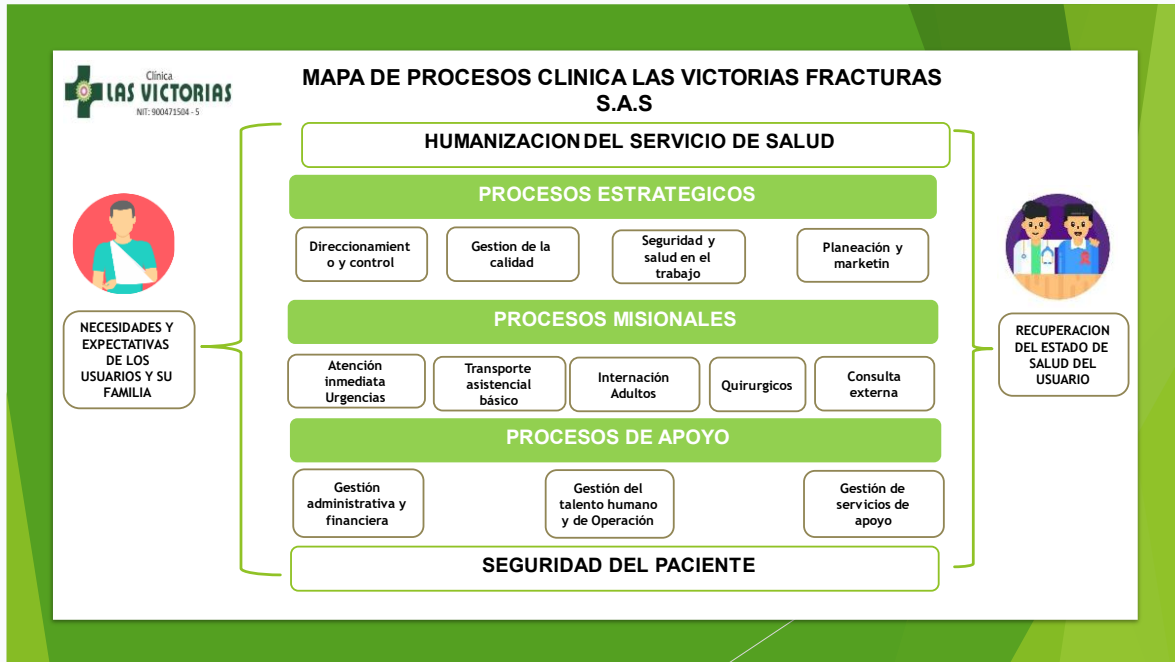 Clínica
LAS VICTORIAS
NIT: 900471504 - 5
MAPA DE PROCESOS CLINICA LAS VICTORIAS FRACTURAS
S.A.S
HUMANIZACION DEL SERVICIO DE SALUD
PROCESOS ESTRATEGICOS
Direccionamient
o y control
Gestion de la
calidad
Seguridad y
salud en el
trabajo
Planeación y
marketin
NECESIDADES Y
EXPECTATIVAS
DE LOS
USUARIOS Y SU
FAMILIA
PROCESOS MISIONALES
Atención
inmediata
Urgencias
Transporte
asistencial
básico
Internación
Adultos
Quirurgicos
Consulta
externa
RECUPERACION
DEL ESTADO DE
SALUD DEL
USUARIO
PROCESOS DE APOYO
Gestión
administrativa y
financiera
Gestión del
talento humano
y de Operación
Gestión de
servicios de
apoyo
SEGURIDAD DEL PACIENTE